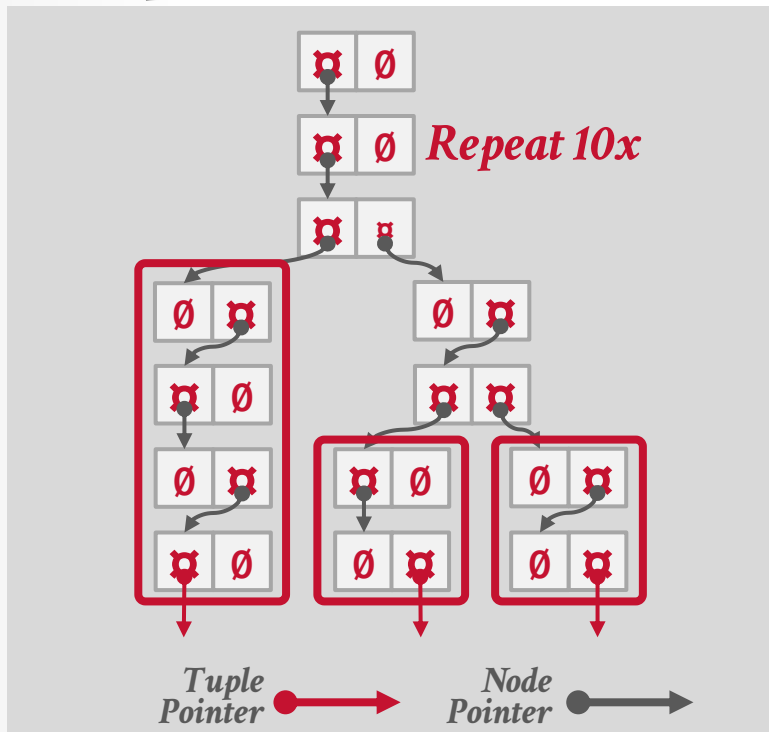 ¤ Ø
¤ Ø Repeat 10x
¤ ¤
Ø ¤ Ø ¤
¤ Ø ¤ ¤
Ø ¤ ¤ Ø Ø ¤
¤ Ø Ø ¤ Ø ¤
Tuple Pointer
Node Pointer